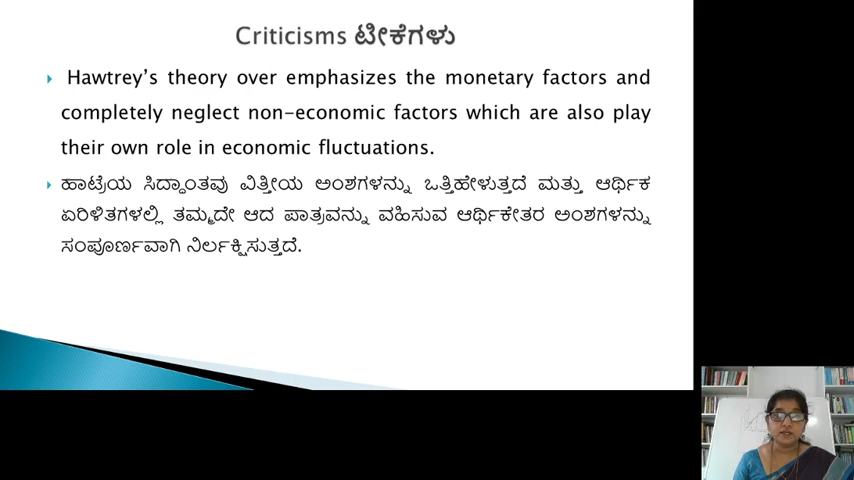 Criticisms ಟೀಕೆಗಳು
Hawtrey's theory over emphasizes the monetary factors and
completely neglect non-economic factors which are also play
their own role in economic fluctuations.
ಹಾಟ್ರೆಯ ಸಿದ್ಧಾಂತವು ವಿತ್ತೀಯ ಅಂಶಗಳನ್ನು ಒತ್ತಿಹೇಳುತ್ತದೆ ಮತ್ತು ಆರ್ಥಿಕ
ಏರಿಳಿತಗಳಲ್ಲಿ ತಮ್ಮದೇ ಆದ ಪಾತ್ರವನ್ನು ವಹಿಸುವ ಆರ್ಥಿಕೇತರ ಅಂಶಗಳನ್ನು
ಸಂಪೂರ್ಣವಾಗಿ ನಿರ್ಲಕ್ಷಿಸುತ್ತದೆ.